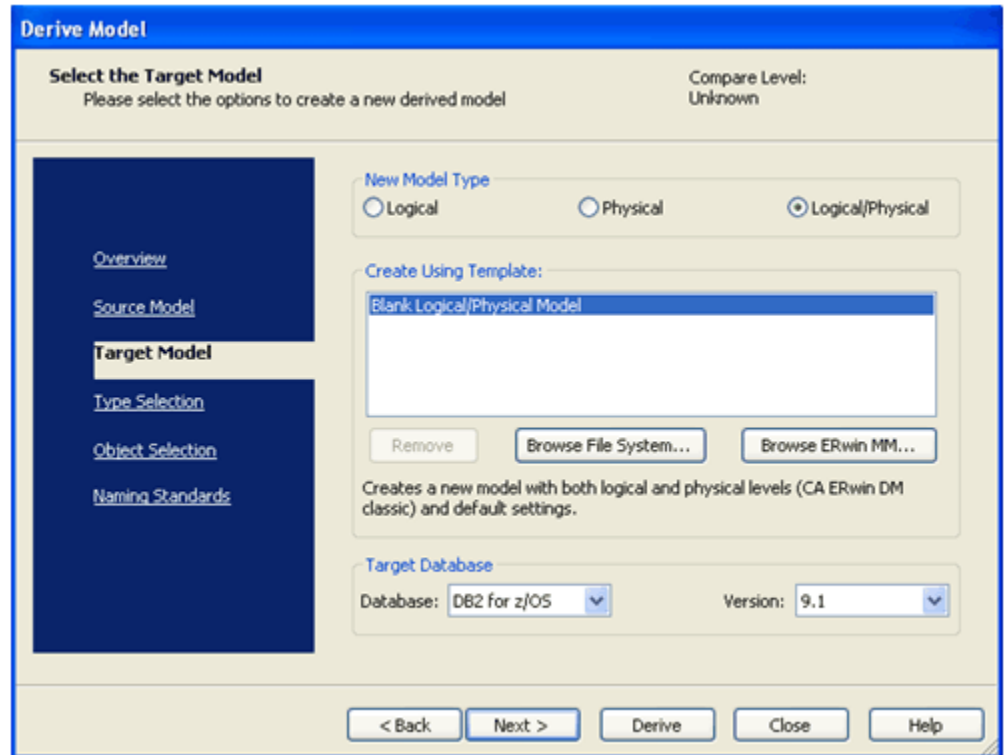 Derive Model
Select the Target Model
Please select the options to create a new derived model
Compare Level:
Unknown
Overview
Source Model
Target Model
Type Selection
Object Selection
Naming Standards
New Model Type
Logical
Physical
Logical/Physical
Create Using Template:
Blank Logical/Physical Model
Remove
Browse File System...
Browse ERwin MM...
Creates a new model with both logical and physical levels (CA ERwin DM
classic) and default settings.
Target Database
Database: DB2 for z/OS
Version: 9.1
< Back
Next >
Derive
Close
Help